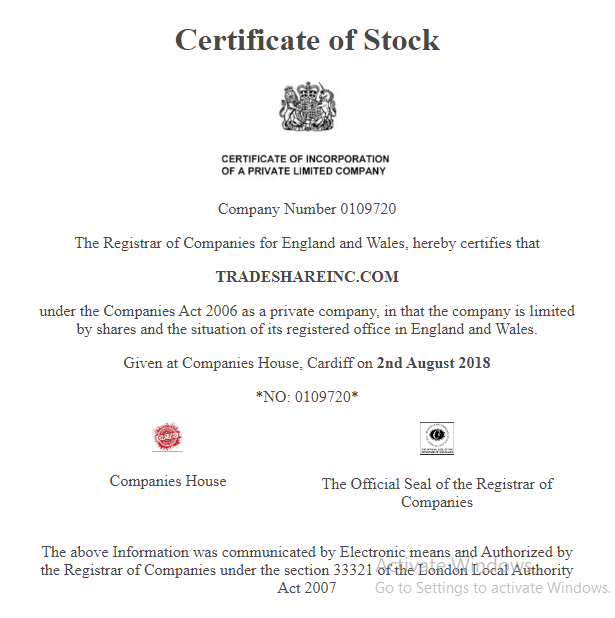 Certificate of Stock
CERTIFICATE OF INCORPORATION
OF A PRIVATE LIMITED COMPANY
Company Number 0109720
The Registrar of Companies for England and Wales, hereby certifies that
TRADESHAREINC.COM
under the Companies Act 2006 as a private company, in that the company is limited
by shares and the situation of its registered office in England and Wales.
Given at Companies House, Cardiff on 2nd August 2018
*NO: 0109720*
Companies House
The Official Seal of the Registrar of
Companies
The above Information was communicated by Electronic means and Authorized by
the Registrar of Companies under the section 33321 of the London Local Authority
Act 2007
Activate Windows
Go to Settings to activate Windows.